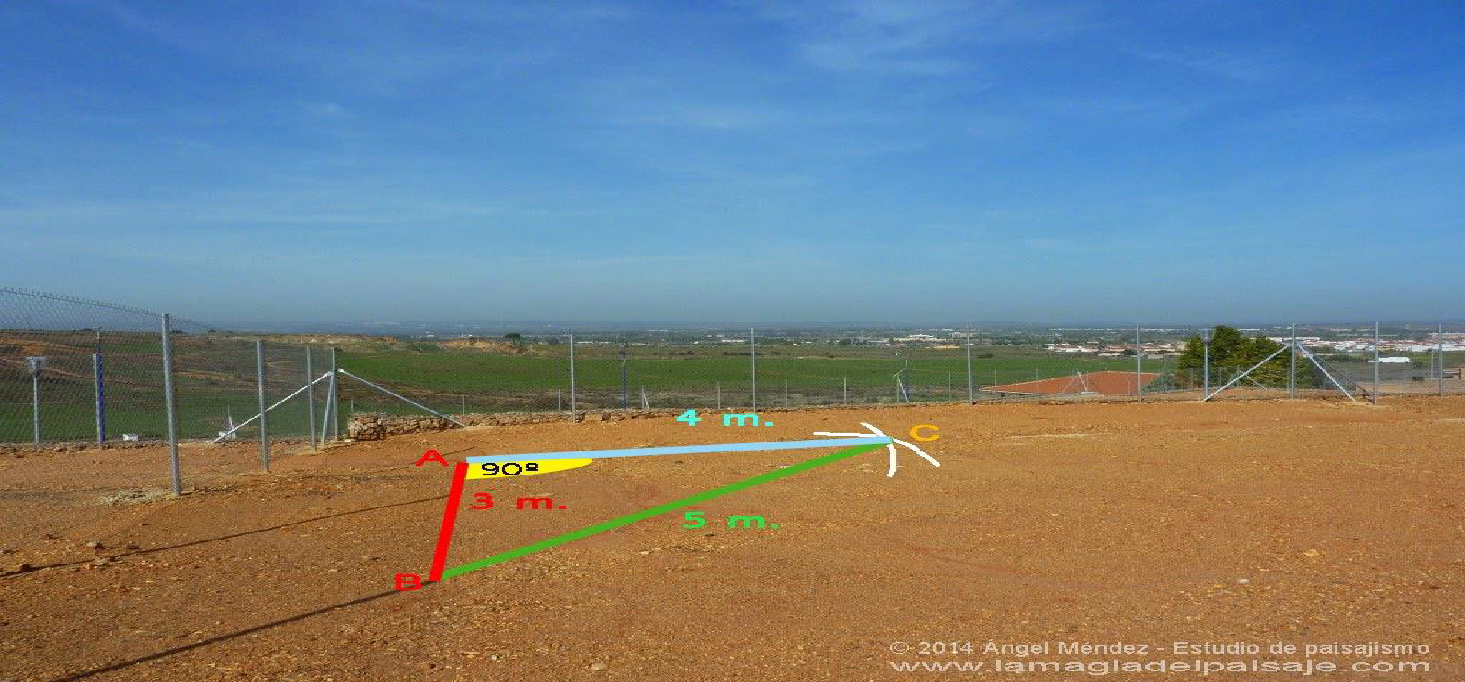 4 m.
C
A
90º
3 m.
5 m.
B
© 2014 Ángel Méndez - Estudio de paisajismo
www.lamagiadelpaisaje.com